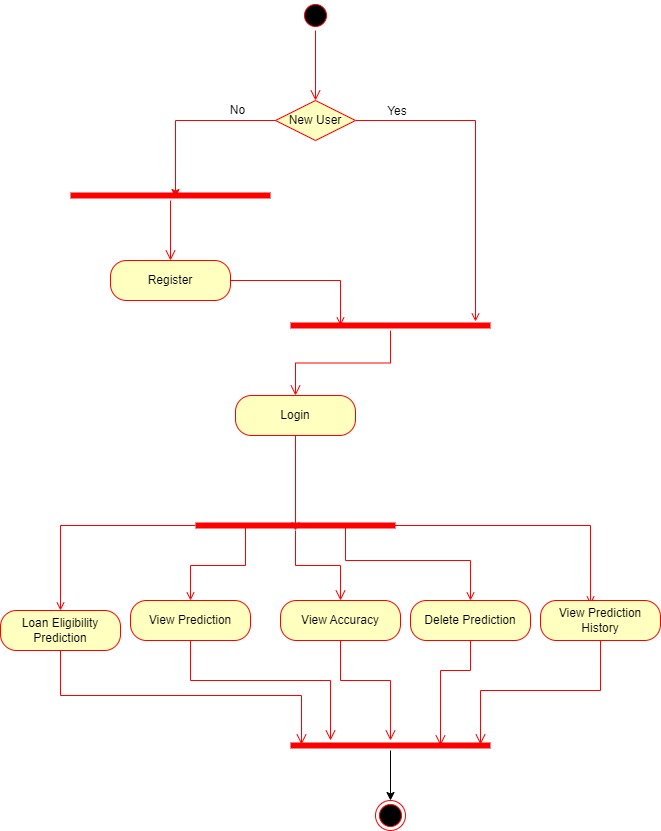 No
Yes
New User
Register
Login
Loan Eligibility
Prediction
View Prediction
View Accuracy
Delete Prediction
View Prediction
History